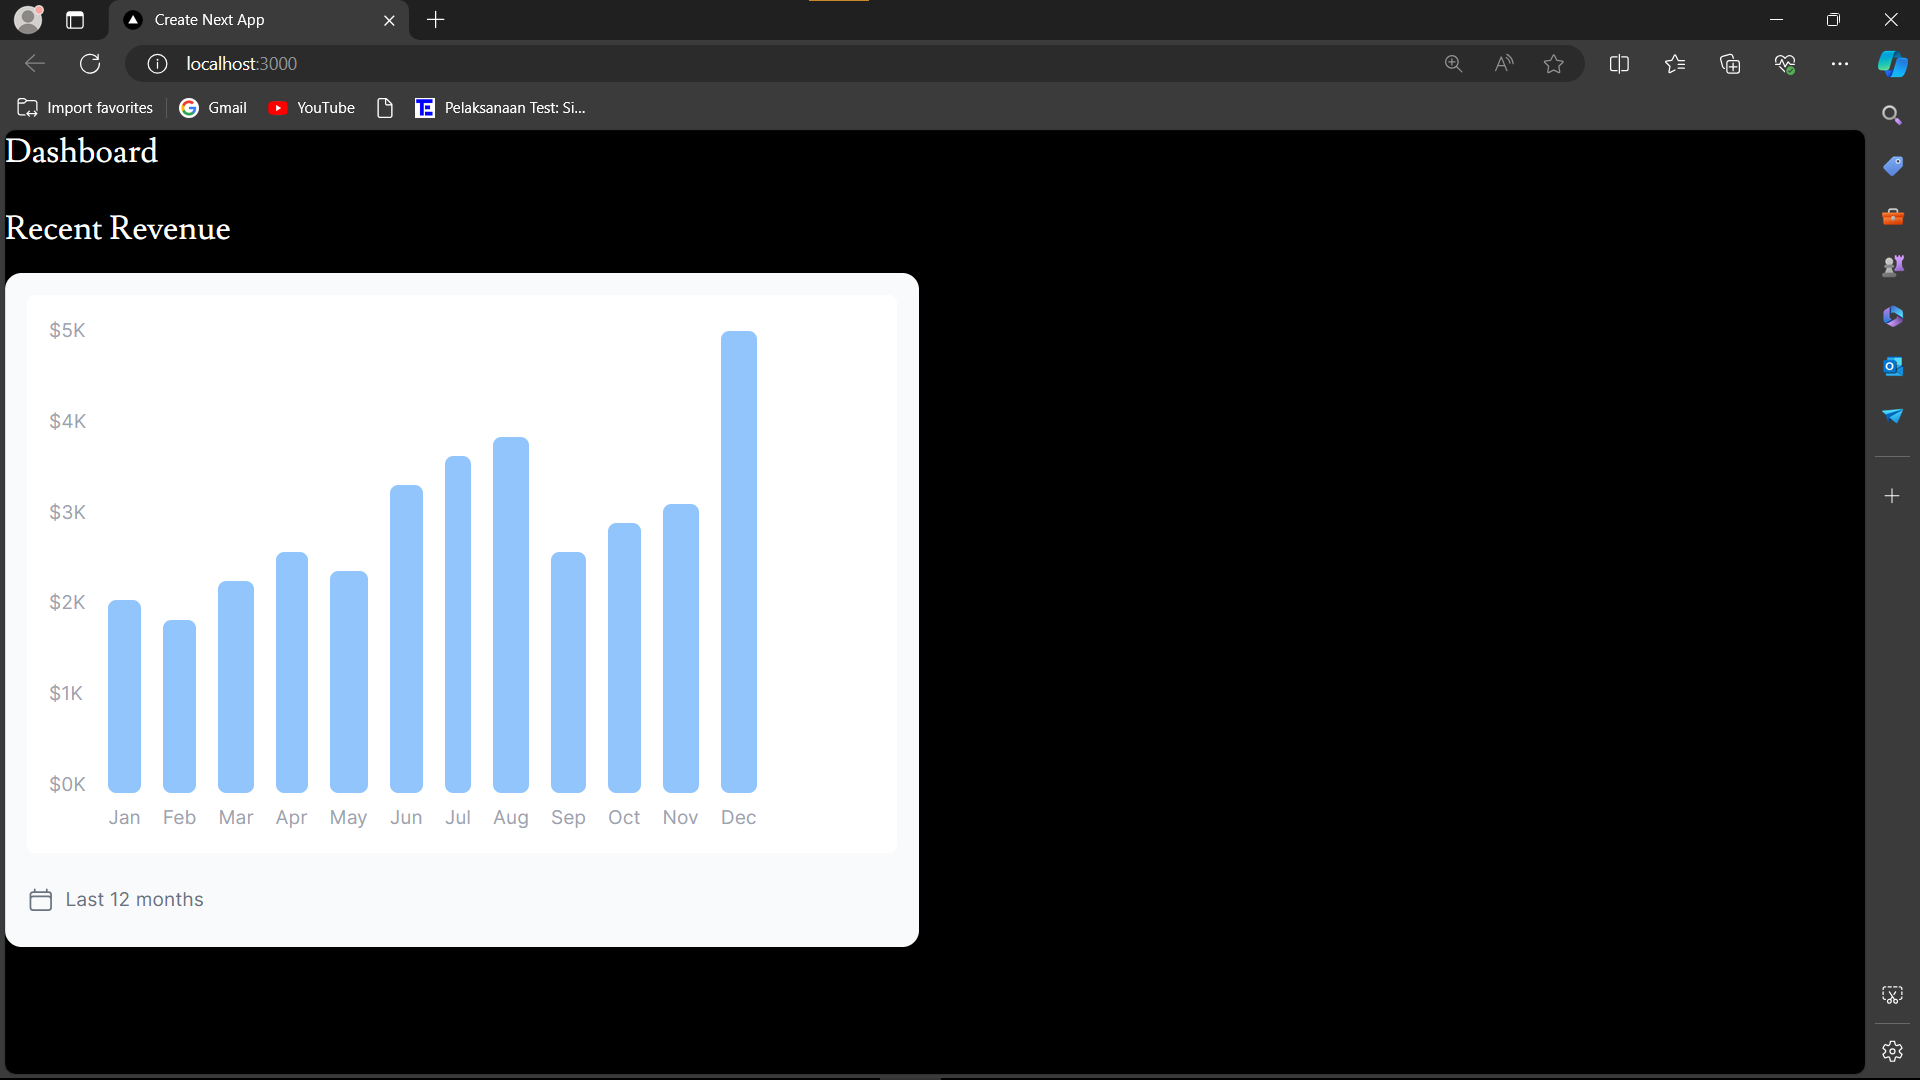 Create Next App
localhost:3000
Import favorites
Gmail
YouTube
Pelaksanaan Test: Si...
Dashboard
Recent Revenue
$5K
$4K
$3K
$2K
$1K
$0K
Jan Feb Mar Apr May Jun Jul Aug Sep Oct Nov Dec
Last 12 months